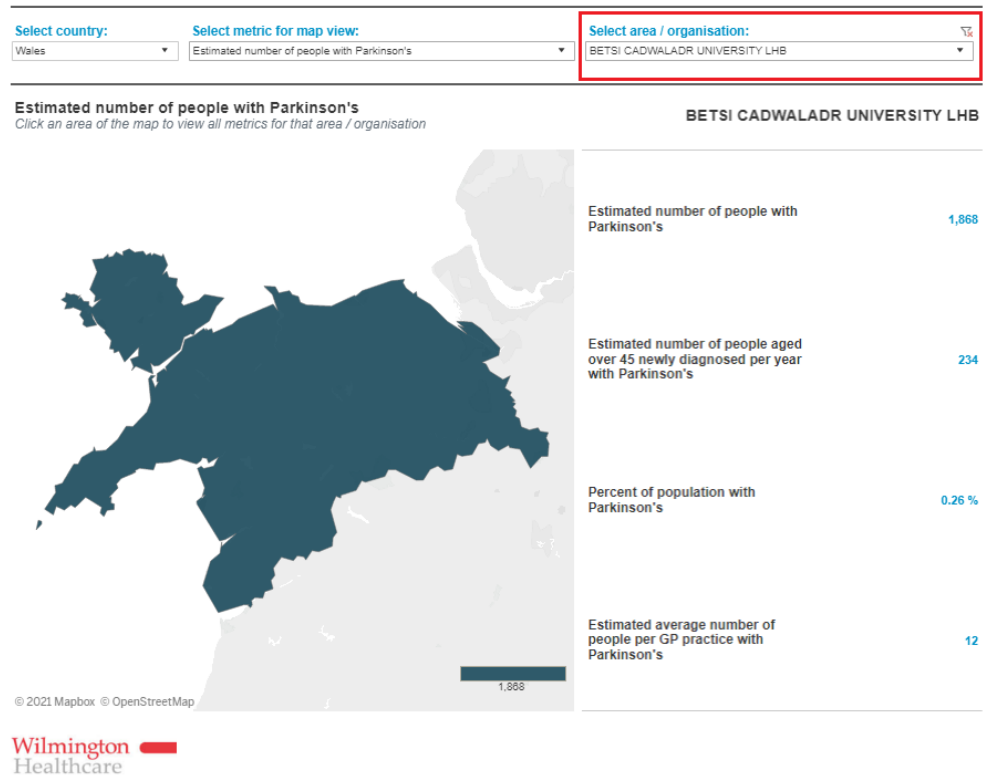 Select country:
Select metric for map view:
Select area / organisation:
Wales
Estimated number of people with Parkinson's
BETSI CADWALADR UNIVERSITY LHB
Estimated number of people with Parkinson's
Click an area of the map to view all metrics for that area / organisation
BETSI CADWALADR UNIVERSITY LHB
Estimated number of people with
Parkinson's
1,868
Estimated number of people aged
over 45 newly diagnosed per year
with Parkinson's
234
Percent of population with
Parkinson's
0.26 %
Estimated average number of
people per GP practice with
Parkinson's
12
1,868
© 2021 Mapbox © OpenStreetMap
Wilmington
Healthcare